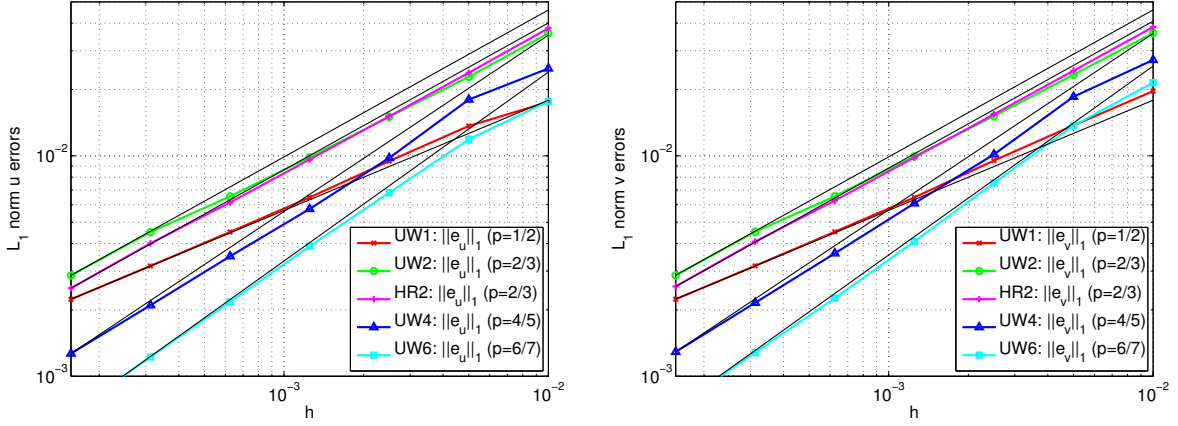 L_1 norm u errors
10^-2
10^-3
UW1: ||e_u||_1 (p=1/2)
UW2: ||e_u||_1 (p=2/3)
HR2: ||e_u||_1 (p=2/3)
UW4: ||e_u||_1 (p=4/5)
UW6: ||e_u||_1 (p=6/7)
10^-3
10^-2
h
L_1 norm v errors
10^-2
10^-3
UW1: ||e_v||_1 (p=1/2)
UW2: ||e_v||_1 (p=2/3)
HR2: ||e_v||_1 (p=2/3)
UW4: ||e_v||_1 (p=4/5)
UW6: ||e_v||_1 (p=6/7)
10^-3
10^-2
h